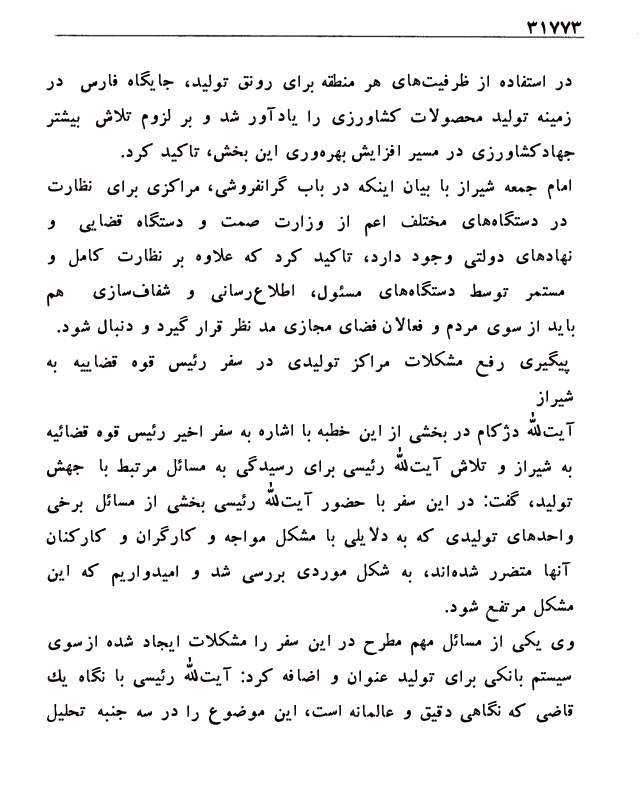 ۳۱۷۷۳
در استفاده از ظرفیت‌های هر منطقه برای رونق تولید، جایگاه فارس در
زمینه تولید محصولات کشاورزی را یادآور شد و بر لزوم تلاش بیشتر
جهادکشاورزی در مسیر افزایش بهره‌وری این بخش، تاکید کرد.
امام جمعه شیراز با بیان اینکه در باب گرانفروشی، مراکزی برای نظارت
در دستگاه‌های مختلف اعم از وزارت صمت و دستگاه قضایی و
نهادهای دولتی وجود دارد، تاکید کرد که علاوه بر نظارت کامل و
مستمر توسط دستگاه‌های مسئول، اطلاع‌رسانی و شفاف‌سازی هم
باید از سوی مردم و فعالان فضای مجازی مد نظر قرار گیرد و دنبال شود.
پیگیری رفع مشکلات مراکز تولیدی در سفر رئیس قوه قضاییه به
شیراز
آیت‌الله دژکام در بخشی از این خطبه با اشاره به سفر اخیر رئیس قوه قضائیه
به شیراز و تلاش آیت‌الله رئیسی برای رسیدگی به مسائل مرتبط با جهش
تولید، گفت: در این سفر با حضور آیت‌الله رئیسی بخشی از مسائل برخی
واحدهای تولیدی که به دلایلی با مشکل مواجه و کارگران و کارکنان
آنها متضرر شده‌اند، به شکل موردی بررسی شد و امیدواریم که این
مشکل مرتفع شود.
وی یکی از مسائل مهم مطرح در این سفر را مشکلات ایجاد شده ازسوی
سیستم بانکی برای تولید عنوان و اضافه کرد: آیت‌الله رئیسی با نگاه یك
قاضی که نگاهی دقیق و عالمانه است، این موضوع را در سه جنبه تحلیل